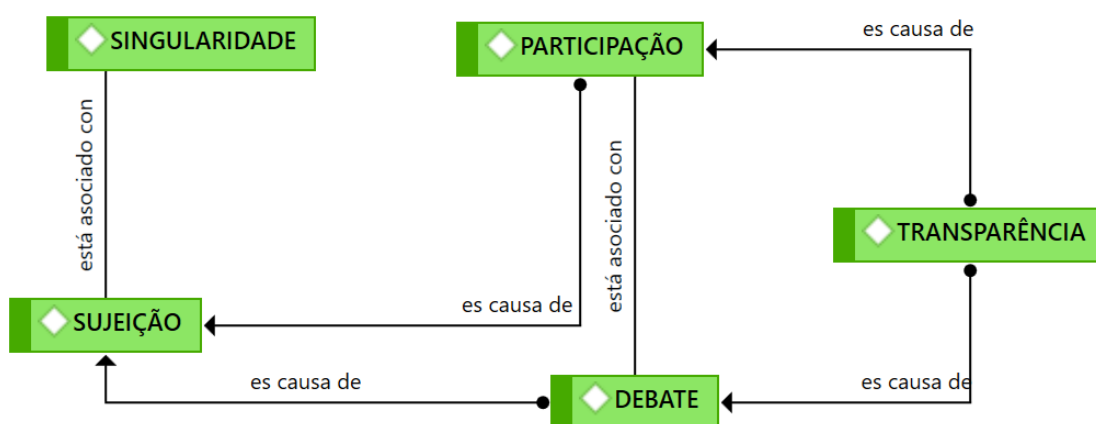 SINGULARIDADE
PARTICIPAÇÃO
es causa de
está asociado con
está asociado con
TRANSPARÊNCIA
SUJEIÇÃO
es causa de
es causa de
DEBATE
es causa de